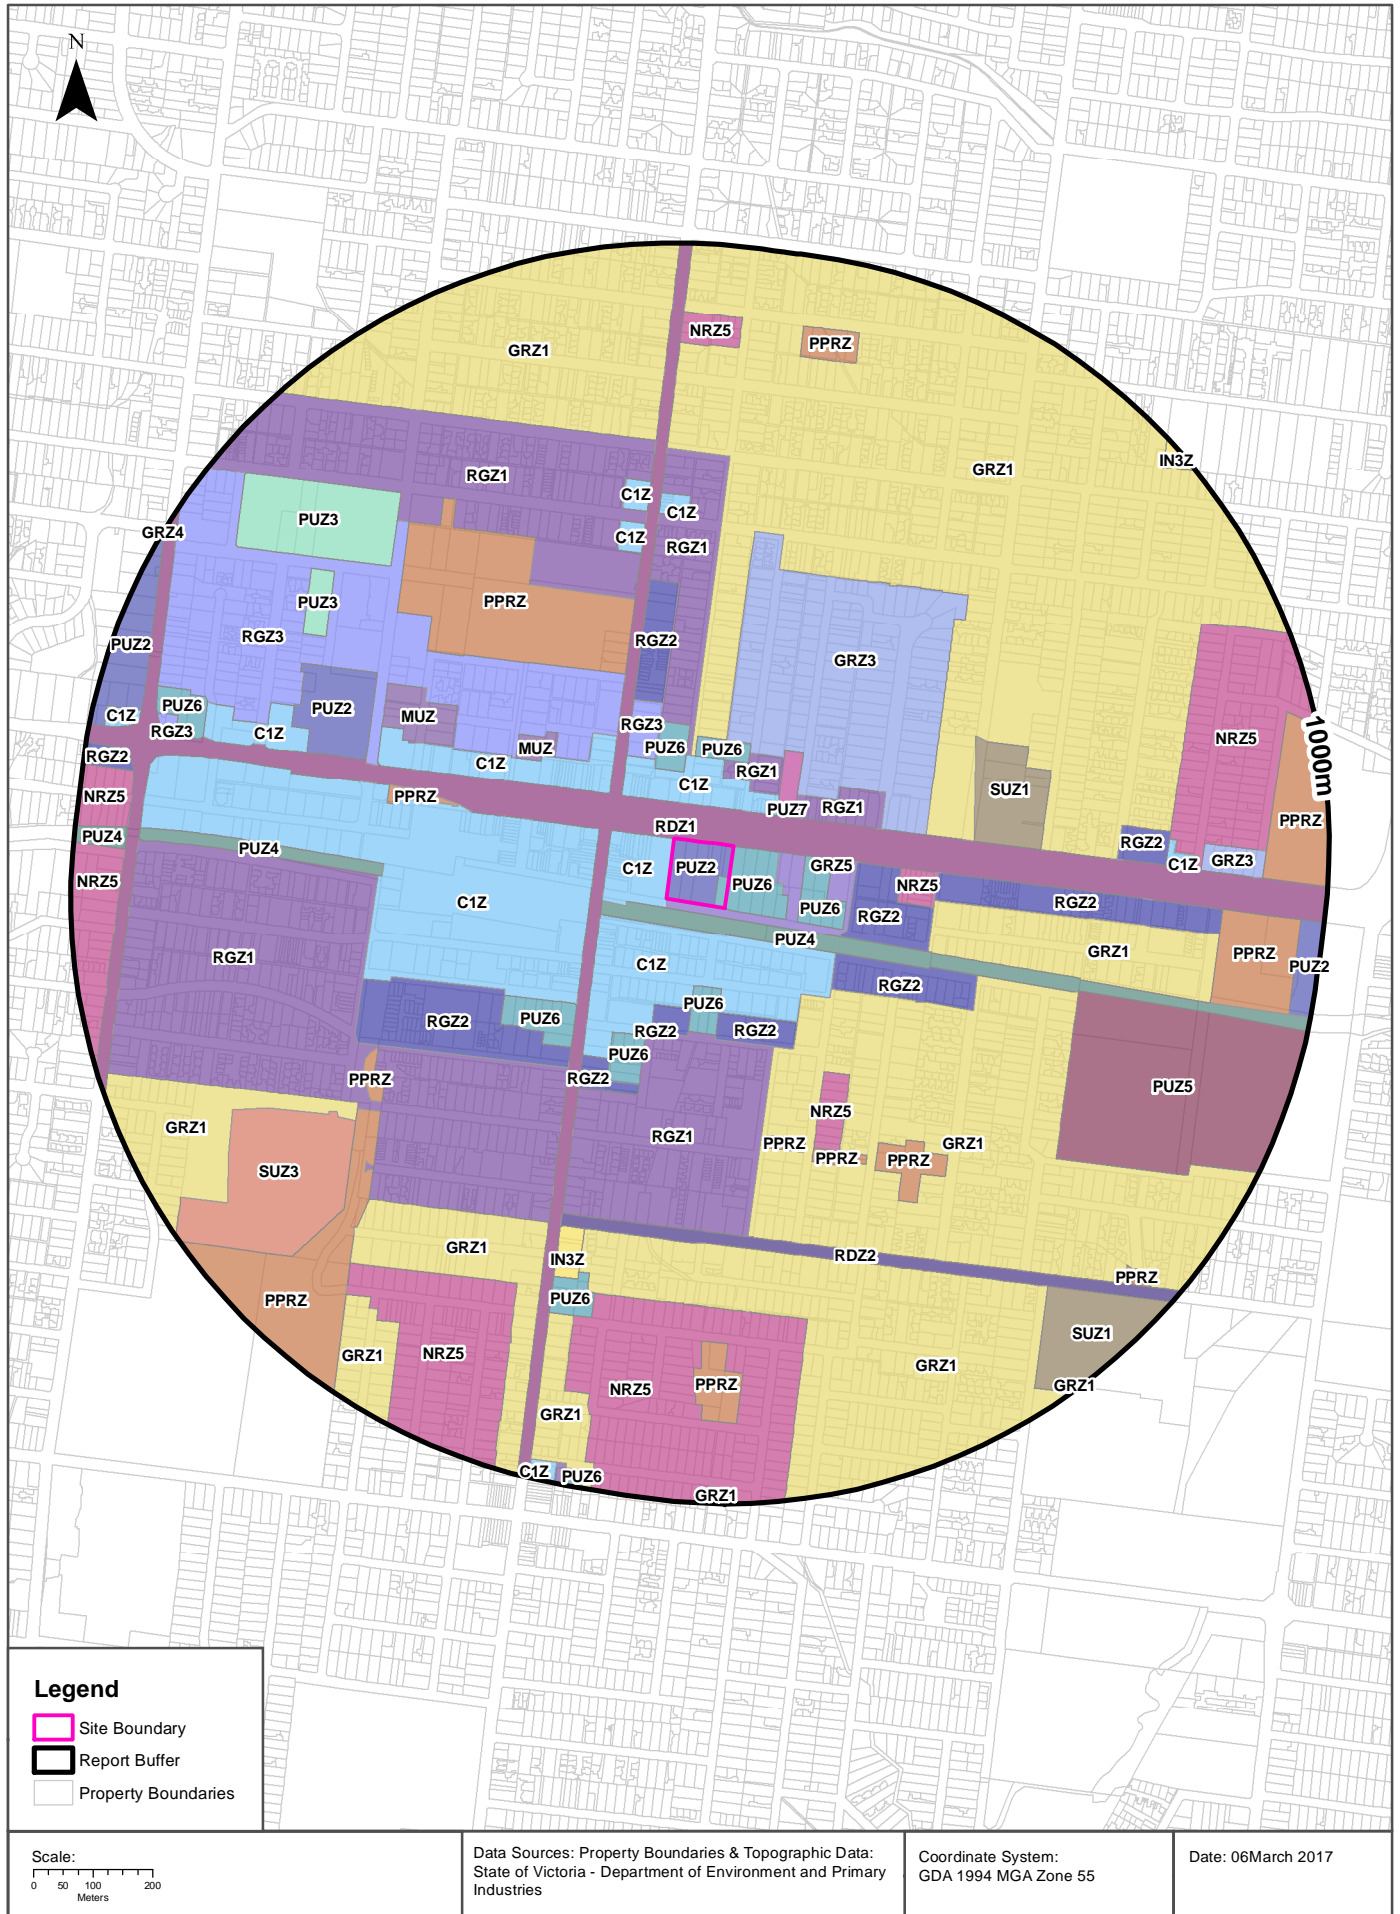 N
NRZ5
PPRZ
GRZ1
IN3Z
GRZ1
RGZ1
C1Z
C1Z
PUZ3
GRZ4
C1Z
RGZ1
PUZ3
PPRZ
RGZ3
RGZ2
PUZ2
GRZ3
PUZ6
PUZ2
C1Z
MUZ
RGZ3
RGZ3
C1Z
NRZ5
1000m
MUZ
PUZ6
PUZ6
RGZ2
C1Z
RGZ1
C1Z
SUZ1
NRZ5
PPRZ
PUZ7
RGZ1
PPRZ
RDZ1
PUZ4
PUZ4
RGZ2
C1Z
GRZ3
C1Z
PUZ2
GRZ5
NRZ5
PUZ6
NRZ5
C1Z
RGZ2
PUZ6
RGZ2
PUZ4
GRZ1
PPRZ
RGZ1
C1Z
PUZ2
RGZ2
PUZ6
RGZ2
PUZ6
RGZ2
RGZ2
PUZ6
RGZ2
PPRZ
PUZ5
NRZ5
GRZ1
RGZ1
PPRZ
GRZ1
PPRZ
PPRZ
SUZ3
GRZ1
IN3Z
RDZ2
PPRZ
PPRZ
PUZ6
SUZ1
GRZ1
NRZ5
GRZ1
NRZ5
PPRZ
GRZ1
GRZ1
C1Z
PUZ6
GRZ1
Legend
Site Boundary
Report Buffer
Property Boundaries
Scale:
0 50 100 200
Meters
Data Sources: Property Boundaries & Topographic Data:
State of Victoria - Department of Environment and Primary
Industries
Coordinate System:
GDA 1994 MGA Zone 55
Date: 06March 2017